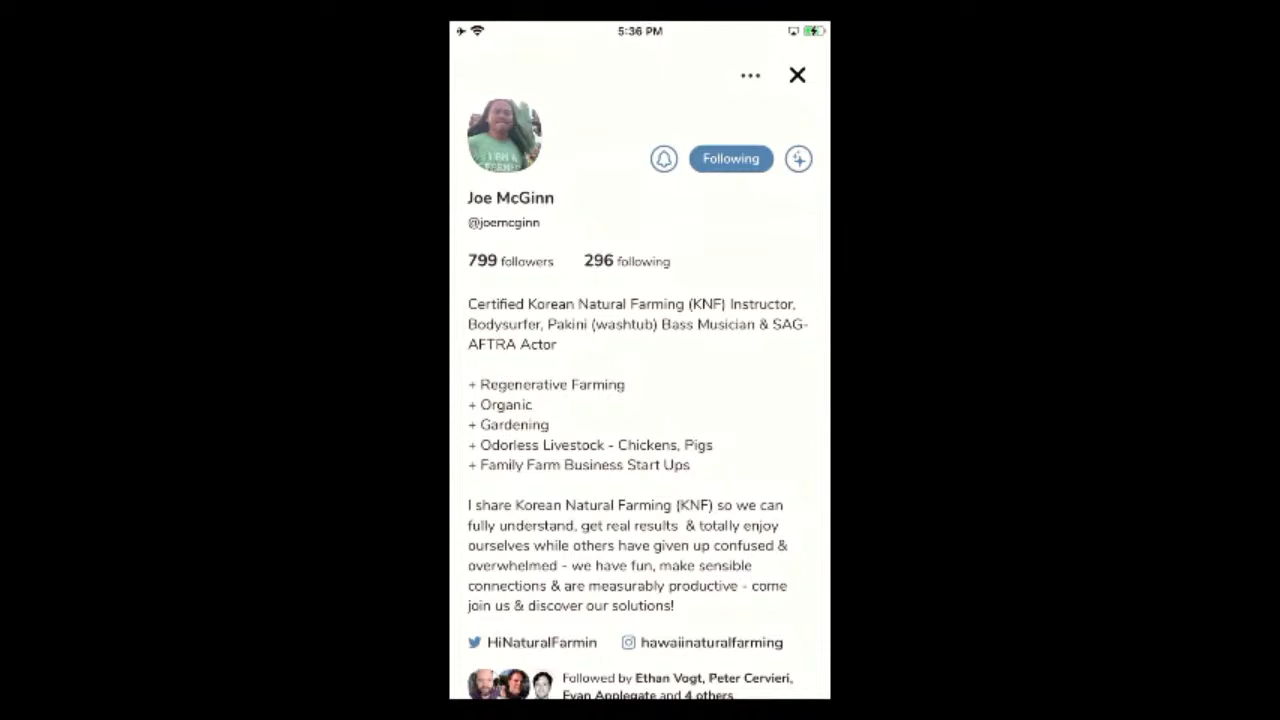 5:36 PM
Following
Joe McGinn
@joemcginn
799 followers 296 following
Certified Korean Natural Farming (KNF) Instructor,
Bodysurfer, Pakini (washtub) Bass Musician & SAG-
AFTRA Actor
+ Regenerative Farming
+ Organic
+ Gardening
+ Odorless Livestock - Chickens, Pigs
+ Family Farm Business Start Ups
I share Korean Natural Farming (KNF) so we can
fully understand, get real results & totally enjoy
ourselves while others have given up confused &
overwhelmed - we have fun, make sensible
connections & are measurably productive - come
join us & discover our solutions!
HiNaturalFarmin hawaiinaturalfarming
Followed by Ethan Vogt, Peter Cervieri,
Evan Applegate and 4 others